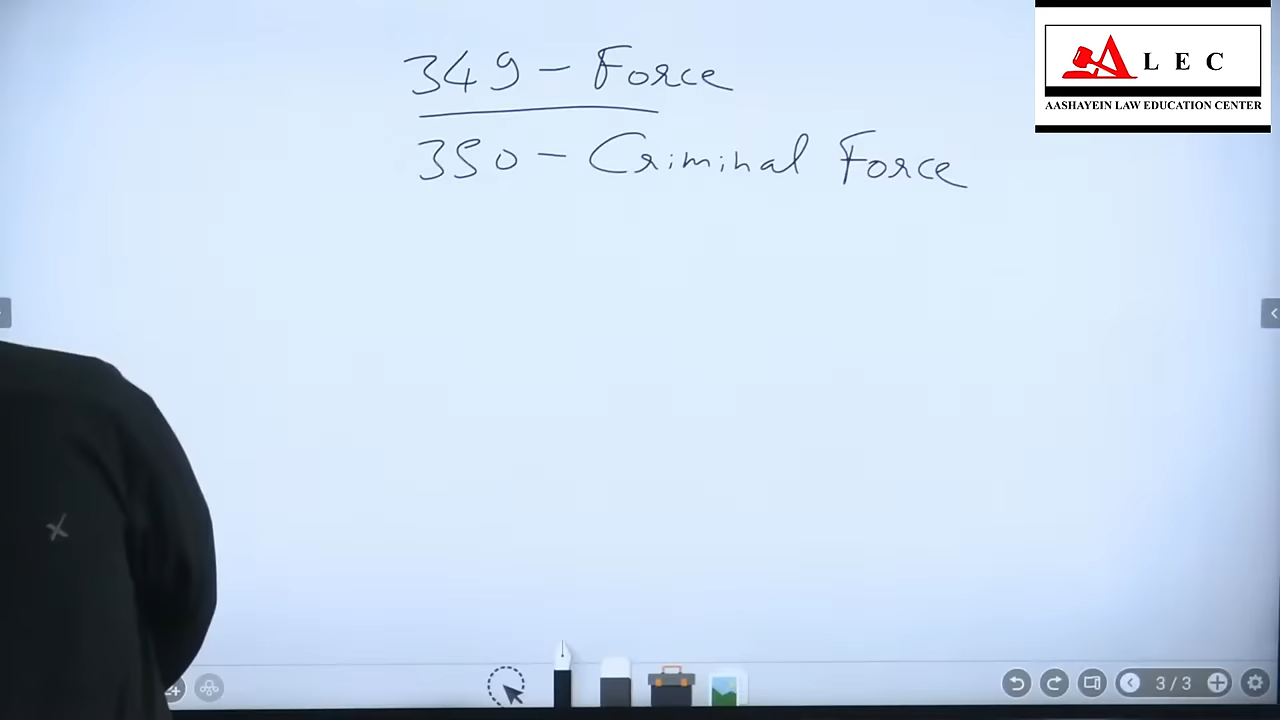 349 - Force
350 - Criminal Force
A L E C
AASHAYEIN LAW EDUCATION CENTER
3 / 3